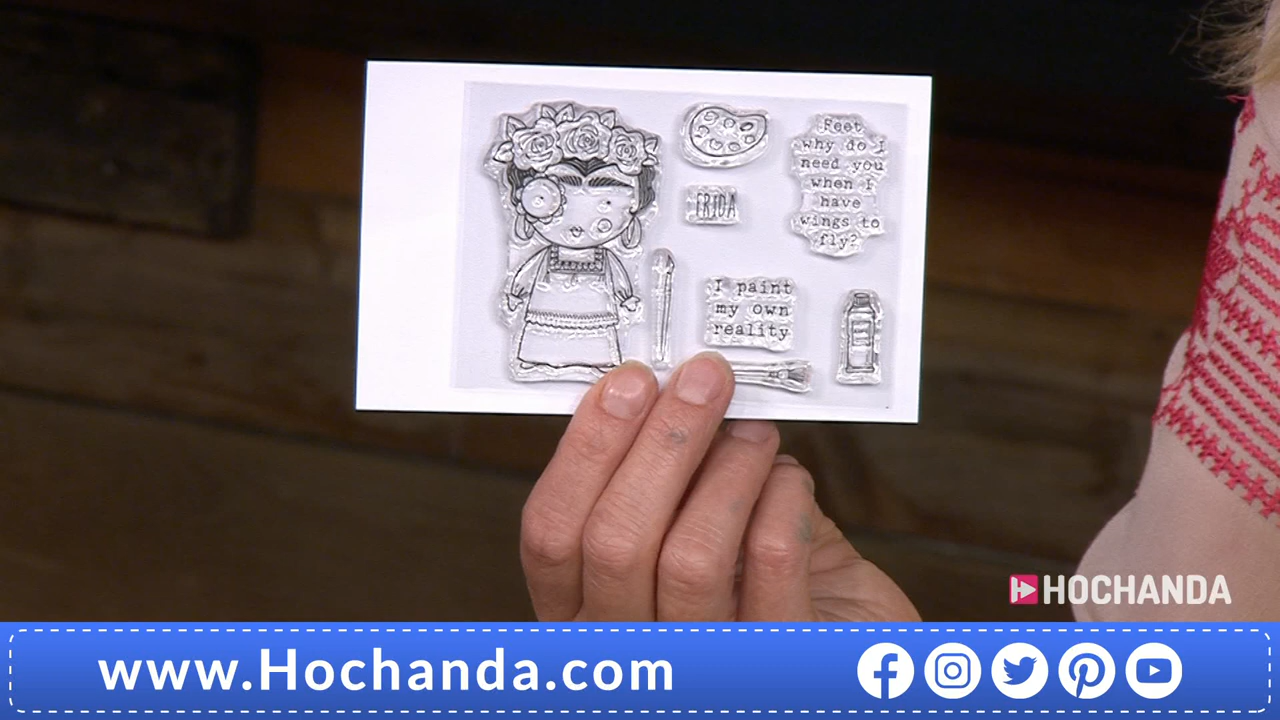 Feet
why do I
need you
when I
have
wings to
fly?
FRIDA
I paint
my own
reality
HOCHANDA
www.Hochanda.com